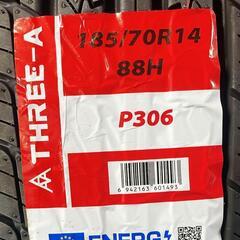 THREE-A
185/70R14
88H
P306
6 942163 601493
ENERG